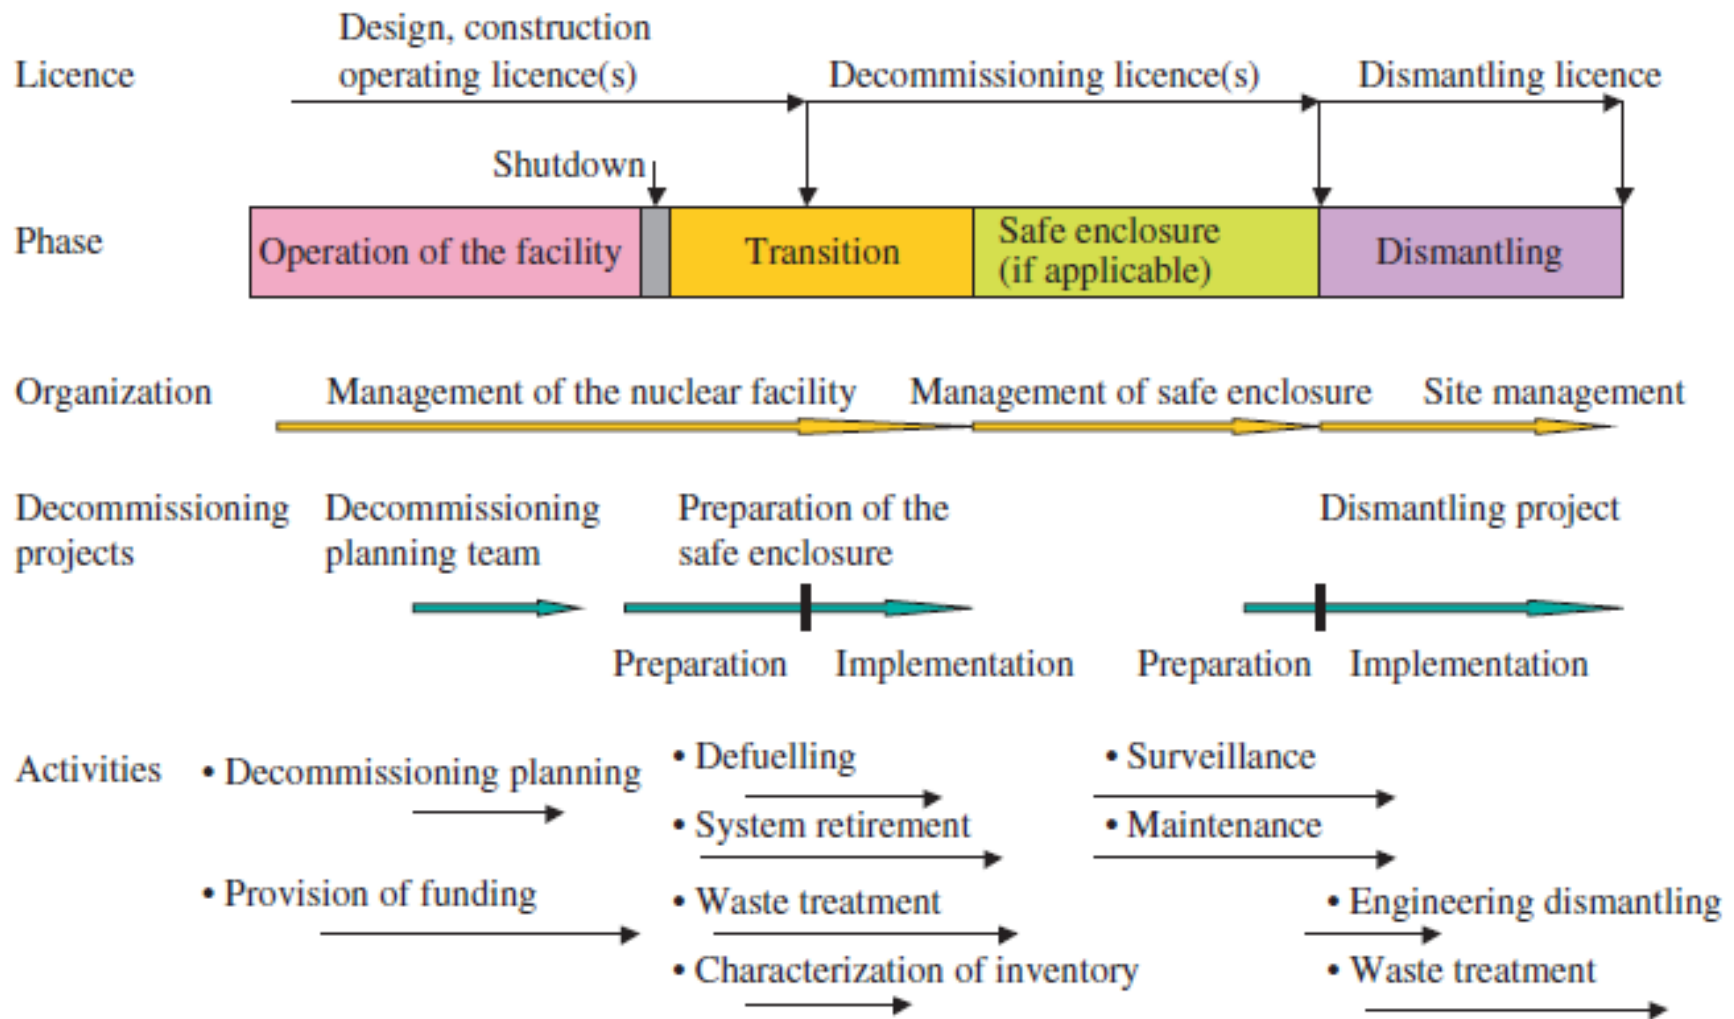 Design, construction
Licence operating licence(s) Decommissioning licence(s) Dismantling licence
Shutdown
Phase Operation of the facility Transition Safe enclosure Dismantling
(if applicable)
Organization Management of the nuclear facility Management of safe enclosure Site management
Decommissioning Decommissioning Preparation of the Dismantling project
projects planning team safe enclosure
Preparation Implementation Preparation Implementation
Activities • Decommissioning planning • Defuelling • Surveillance
• System retirement • Maintenance
• Provision of funding • Waste treatment • Engineering dismantling
• Characterization of inventory • Waste treatment